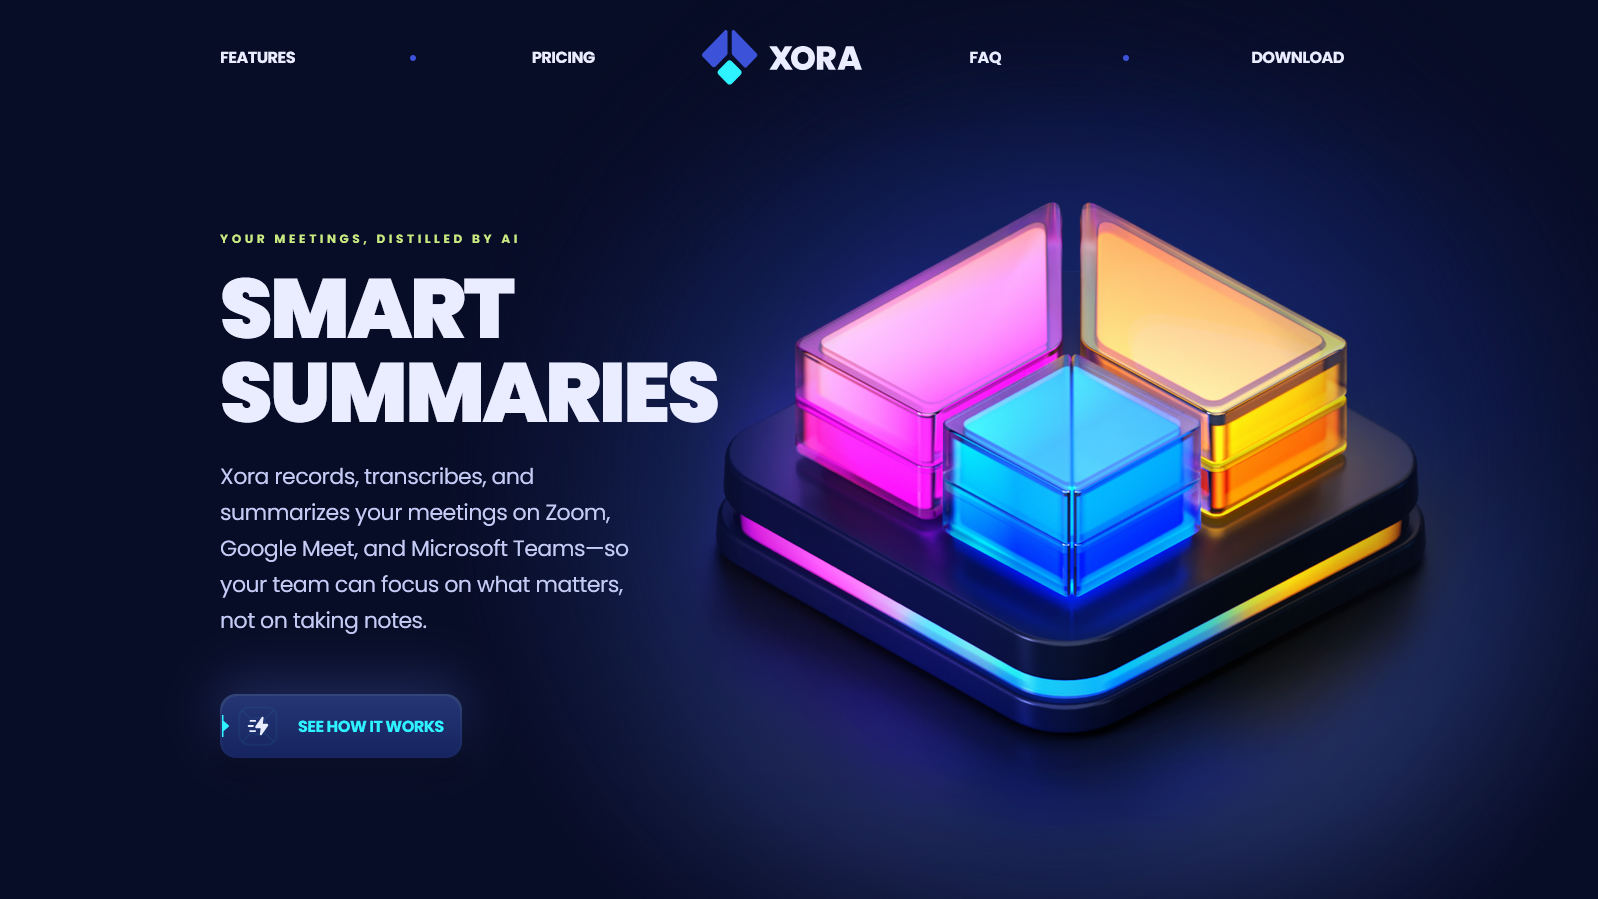 FEATURES
PRICING
XORA
FAQ
DOWNLOAD
YOUR MEETINGS, DISTILLED BY AI
SMART
SUMMARIES
Xora records, transcribes, and
summarizes your meetings on Zoom,
Google Meet, and Microsoft Teams—so
your team can focus on what matters,
not on taking notes.
SEE HOW IT WORKS